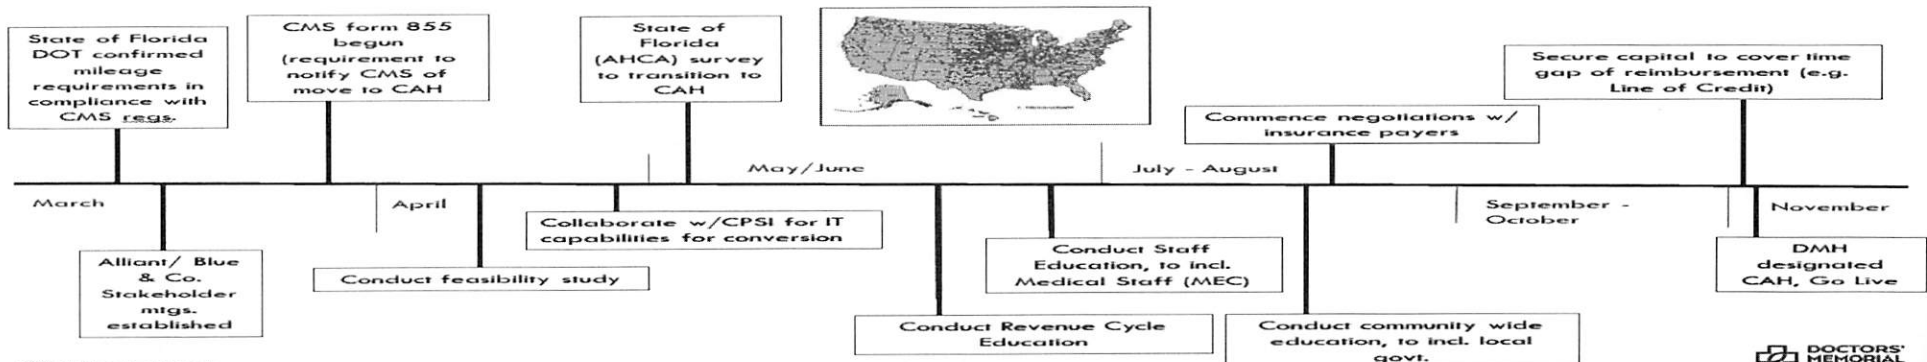 State of Florida
DOT confirmed
mileage
requirements in
compliance with
CMS regs.
CMS form 855
begun
(requirement to
notify CMS of
move to CAH
State of
Florida
(AHCA) survey
to transition to
CAH
Commence negotiations w/
insurance payers
Secure capital to cover time
gap of reimbursement (e.g.
Line of Credit)
March
April
May/June
July - August
September -
October
November
Alliant/ Blue
& Co.
Stakeholder
mtgs.
established
Conduct feasibility study
Collaborate w/CPSI for IT
capabilities for conversion
Conduct Revenue Cycle
Education
Conduct Staff
Education, to incl.
Medical Staff (MEC)
Conduct community wide
education, to incl. local
govt.
DMH
designated
CAH, Go Live
DOCTORS'
MEMORIAL